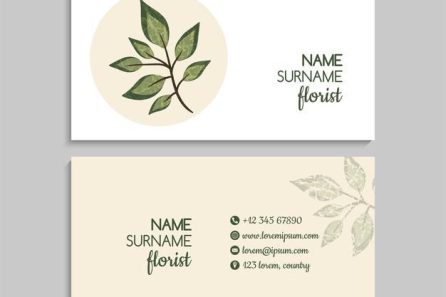 NAME
SURNAME
florist
NAME
SURNAME
florist
+12 345 67890
www.loremipsum.com
lorem@ipsum.com
123 lorem, country